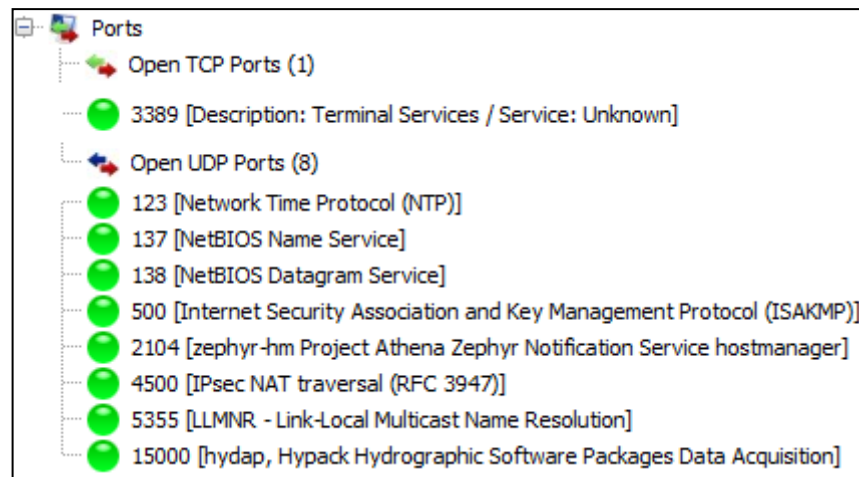 Ports
Open TCP Ports (1)
3389 [Description: Terminal Services / Service: Unknown]
Open UDP Ports (8)
123 [Network Time Protocol (NTP)]
137 [NetBIOS Name Service]
138 [NetBIOS Datagram Service]
500 [Internet Security Association and Key Management Protocol (ISAKMP)]
2104 [zephyr-hm Project Athena Zephyr Notification Service hostmanager]
4500 [IPsec NAT traversal (RFC 3947)]
5355 [LLMNR - Link-Local Multicast Name Resolution]
15000 [hydap, Hypack Hydrographic Software Packages Data Acquisition]